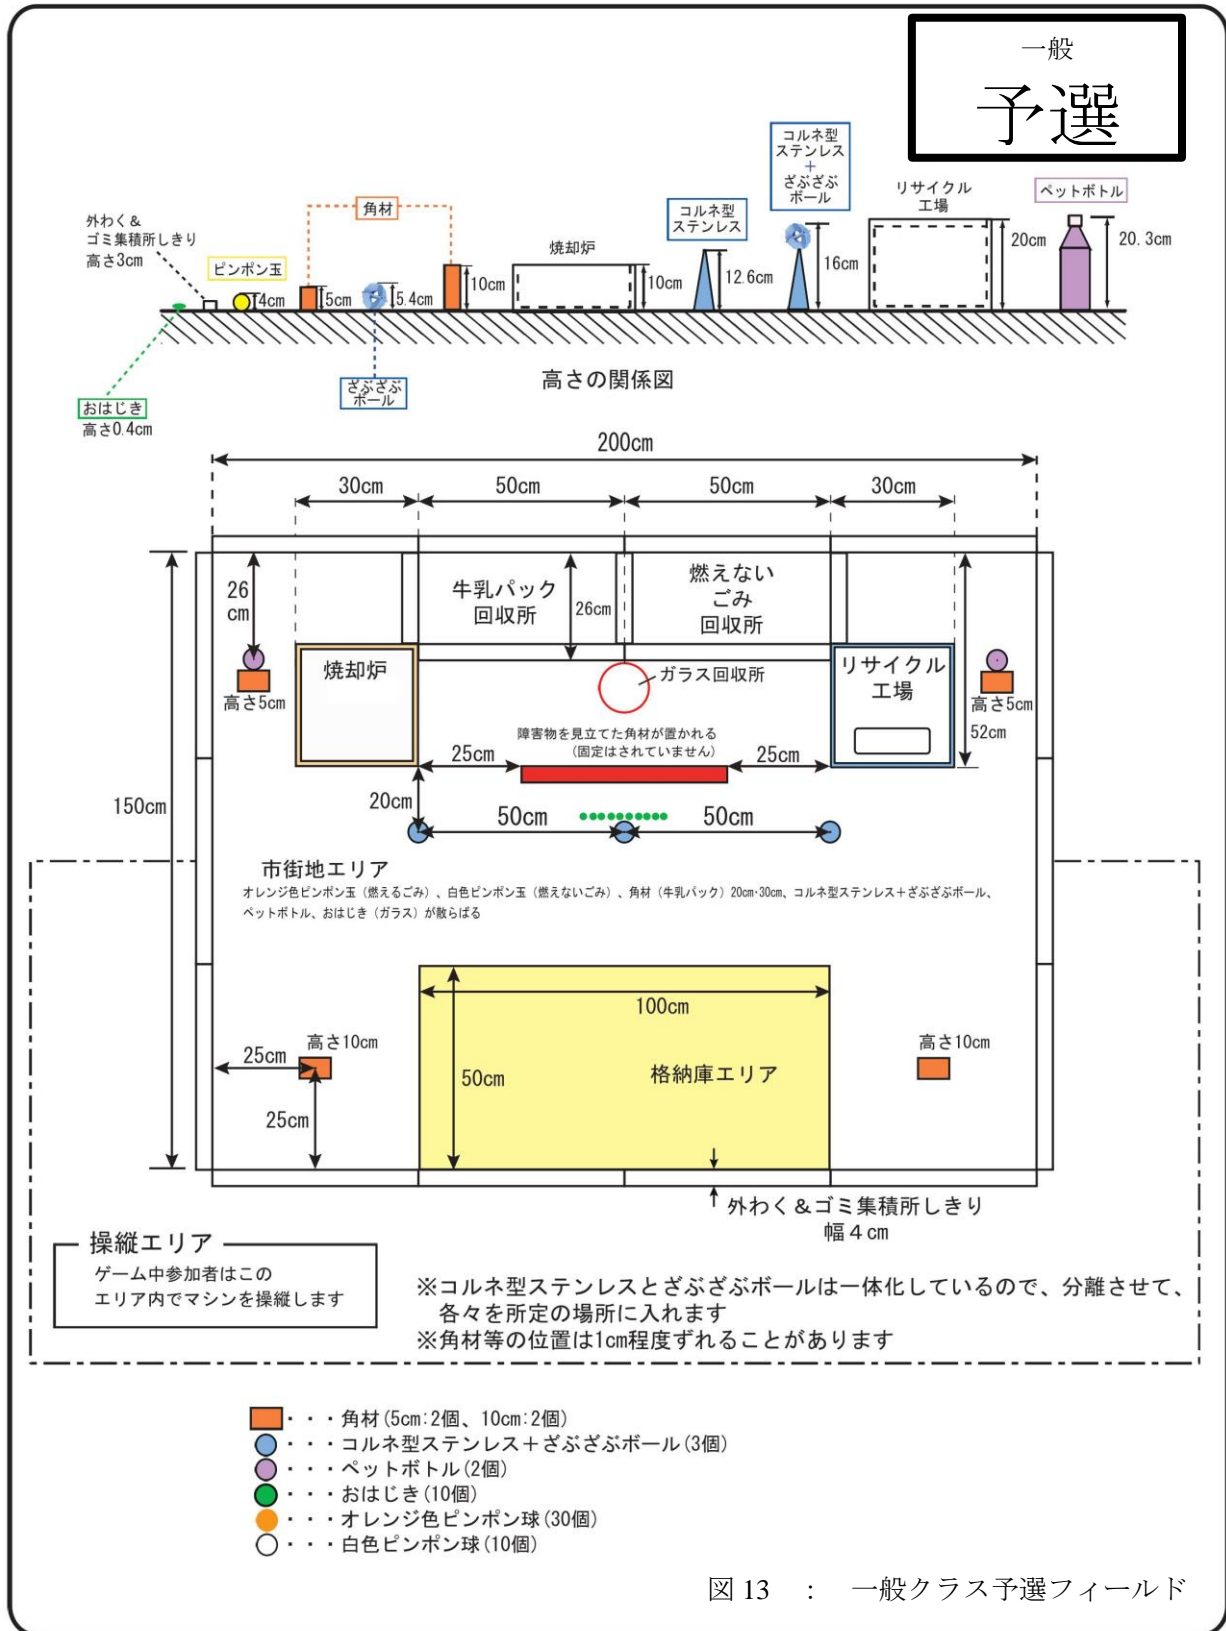 一般
予選
コルネ型
ステンレス
+
ざぶざぶ
ボール
リサイクル
工場
ペットボトル
角材
コルネ型
ステンレス
外わく&
ゴミ集積所しきり
高さ3cm
ピンポン玉
焼却炉
4cm
5cm
5.4cm
10cm
10cm
12.6cm
16cm
20cm
20.3cm
ざぶざぶ
ボール
おはじき
高さ0.4cm
高さの関係図
200cm
30cm
50cm
50cm
30cm
26
cm
牛乳パック
回収所
26cm
燃えない
ごみ
回収所
焼却炉
ガラス回収所
リサイクル
工場
高さ5cm
高さ5cm
52cm
障害物を見立てた角材が置かれる
(固定はされていません)
25cm
25cm
150cm
20cm
50cm
50cm
市街地エリア
オレンジ色ピンポン玉(燃えるごみ)、白色ピンポン玉(燃えないごみ)、角材(牛乳パック)20cm・30cm、コルネ型ステンレス+ざぶざぶボール、
ペットボトル、おはじき(ガラス)が散らばる
100cm
高さ10cm
高さ10cm
25cm
50cm
格納庫エリア
25cm
外わく&ゴミ集積所しきり
幅4cm
操縦エリア
ゲーム中参加者はこの
エリア内でマシンを操縦します
※コルネ型ステンレスとざぶざぶボールは一体化しているので、分離させて、
各々を所定の場所に入れます
※角材等の位置は1cm程度ずれることがあります
・・・角材(5cm:2個、10cm:2個)
・・・コルネ型ステンレス+ざぶざぶボール(3個)
・・・ペットボトル(2個)
・・・おはじき(10個)
・・・オレンジ色ピンポン球(30個)
・・・白色ピンポン球(10個)
図13 : 一般クラス予選フィールド